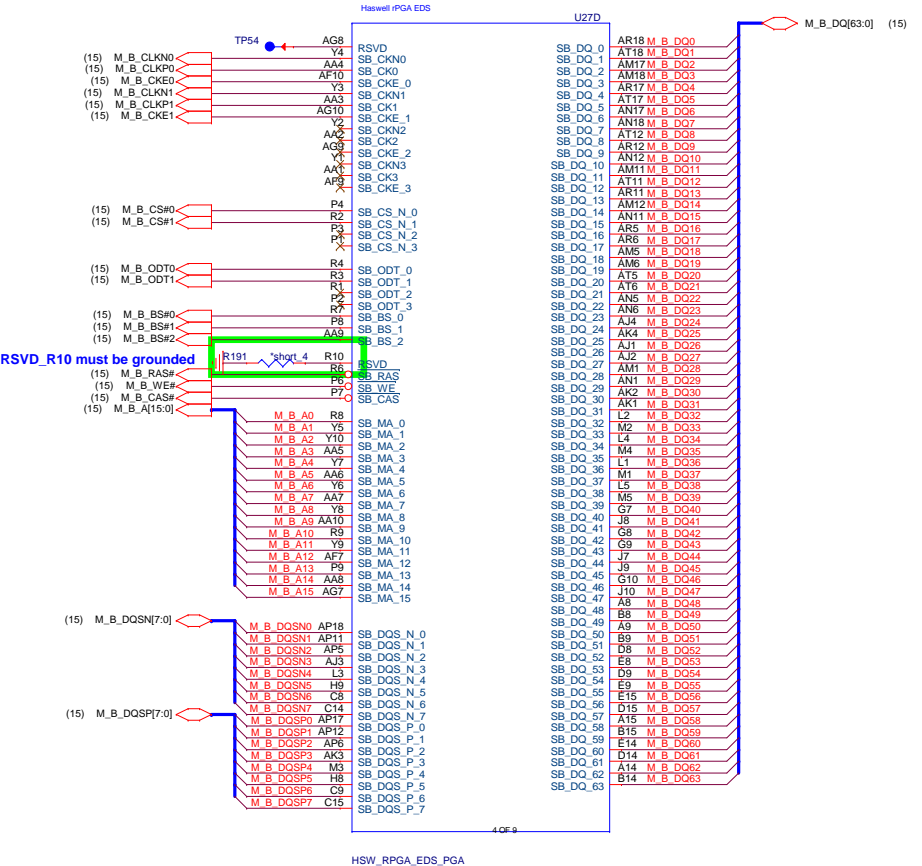 Haswell rPGA EDS
U27D
M_B_DQ[63:0] (15)
TP54 AG8 RSVD
(15) M_B_CLKN0 Y4 SB_CKN0
(15) M_B_CLKP0 AA4 SB_CK0
(15) M_B_CKE0 AF10 SB_CKE_0
(15) M_B_CLKN1 Y3 SB_CKN1
(15) M_B_CLKP1 AA3 SB_CK1
(15) M_B_CKE1 AG10 SB_CKE_1
Y2 SB_CKN2
AA2 SB_CK2
AG9 SB_CKE_2
Y1 SB_CKN3
AA1 SB_CK3
AF9 SB_CKE_3
(15) M_B_CS#0 P4 SB_CS_N_0
(15) M_B_CS#1 R2 SB_CS_N_1
P3 SB_CS_N_2
P1 SB_CS_N_3
(15) M_B_ODT0 R4 SB_ODT_0
(15) M_B_ODT1 R3 SB_ODT_1
R1 SB_ODT_2
P2 SB_ODT_3
(15) M_B_BS#0 R7 SB_BS_0
(15) M_B_BS#1 P8 SB_BS_1
(15) M_B_BS#2 AA9 SB_BS_2
RSVD_R10 must be grounded R191 *short_4 R10 RSVD
(15) M_B_RAS# R6 SB_RAS
(15) M_B_WE# P6 SB_WE
(15) M_B_CAS# P7 SB_CAS
(15) M_B_A[15:0]
M_B_A0 R8 SB_MA_0
M_B_A1 Y5 SB_MA_1
M_B_A2 Y10 SB_MA_2
M_B_A3 AA5 SB_MA_3
M_B_A4 Y7 SB_MA_4
M_B_A5 AA6 SB_MA_5
M_B_A6 Y6 SB_MA_6
M_B_A7 AA7 SB_MA_7
M_B_A8 Y8 SB_MA_8
M_B_A9 AA10 SB_MA_9
M_B_A10 R9 SB_MA_10
M_B_A11 Y9 SB_MA_11
M_B_A12 AF7 SB_MA_12
M_B_A13 P9 SB_MA_13
M_B_A14 AA8 SB_MA_14
M_B_A15 AG7 SB_MA_15
(15) M_B_DQSN[7:0]
M_B_DQSN0 AP18 SB_DQS_N_0
M_B_DQSN1 AP11 SB_DQS_N_1
M_B_DQSN2 AP5 SB_DQS_N_2
M_B_DQSN3 AJ3 SB_DQS_N_3
M_B_DQSN4 L3 SB_DQS_N_4
M_B_DQSN5 H9 SB_DQS_N_5
M_B_DQSN6 C8 SB_DQS_N_6
M_B_DQSN7 C14 SB_DQS_N_7
(15) M_B_DQSP[7:0]
M_B_DQSP0 AP17 SB_DQS_P_0
M_B_DQSP1 AP12 SB_DQS_P_1
M_B_DQSP2 AP6 SB_DQS_P_2
M_B_DQSP3 AK3 SB_DQS_P_3
M_B_DQSP4 M3 SB_DQS_P_4
M_B_DQSP5 H8 SB_DQS_P_5
M_B_DQSP6 C9 SB_DQS_P_6
M_B_DQSP7 C15 SB_DQS_P_7
SB_DQ_0 AR18 M_B_DQ0
SB_DQ_1 AT18 M_B_DQ1
SB_DQ_2 AM17 M_B_DQ2
SB_DQ_3 AM18 M_B_DQ3
SB_DQ_4 AR17 M_B_DQ4
SB_DQ_5 AT17 M_B_DQ5
SB_DQ_6 AN17 M_B_DQ6
SB_DQ_7 AN18 M_B_DQ7
SB_DQ_8 AT12 M_B_DQ8
SB_DQ_9 AR12 M_B_DQ9
SB_DQ_10 AN12 M_B_DQ10
SB_DQ_11 AM11 M_B_DQ11
SB_DQ_12 AT11 M_B_DQ12
SB_DQ_13 AR11 M_B_DQ13
SB_DQ_14 AM12 M_B_DQ14
SB_DQ_15 AN11 M_B_DQ15
SB_DQ_16 AR5 M_B_DQ16
SB_DQ_17 AR6 M_B_DQ17
SB_DQ_18 AM5 M_B_DQ18
SB_DQ_19 AM6 M_B_DQ19
SB_DQ_20 AT5 M_B_DQ20
SB_DQ_21 AT6 M_B_DQ21
SB_DQ_22 AN5 M_B_DQ22
SB_DQ_23 AN6 M_B_DQ23
SB_DQ_24 AJ4 M_B_DQ24
SB_DQ_25 AK4 M_B_DQ25
SB_DQ_26 AJ1 M_B_DQ26
SB_DQ_27 AJ2 M_B_DQ27
SB_DQ_28 AM1 M_B_DQ28
SB_DQ_29 AN1 M_B_DQ29
SB_DQ_30 AK2 M_B_DQ30
SB_DQ_31 AK1 M_B_DQ31
SB_DQ_32 L2 M_B_DQ32
SB_DQ_33 M2 M_B_DQ33
SB_DQ_34 L4 M_B_DQ34
SB_DQ_35 M4 M_B_DQ35
SB_DQ_36 L1 M_B_DQ36
SB_DQ_37 M1 M_B_DQ37
SB_DQ_38 L5 M_B_DQ38
SB_DQ_39 M5 M_B_DQ39
SB_DQ_40 G7 M_B_DQ40
SB_DQ_41 J8 M_B_DQ41
SB_DQ_42 G8 M_B_DQ42
SB_DQ_43 G9 M_B_DQ43
SB_DQ_44 J7 M_B_DQ44
SB_DQ_45 J9 M_B_DQ45
SB_DQ_46 G10 M_B_DQ46
SB_DQ_47 J10 M_B_DQ47
SB_DQ_48 A8 M_B_DQ48
SB_DQ_49 B8 M_B_DQ49
SB_DQ_50 A9 M_B_DQ50
SB_DQ_51 B9 M_B_DQ51
SB_DQ_52 D8 M_B_DQ52
SB_DQ_53 E8 M_B_DQ53
SB_DQ_54 D9 M_B_DQ54
SB_DQ_55 E9 M_B_DQ55
SB_DQ_56 E15 M_B_DQ56
SB_DQ_57 D15 M_B_DQ57
SB_DQ_58 A15 M_B_DQ58
SB_DQ_59 B15 M_B_DQ59
SB_DQ_60 E14 M_B_DQ60
SB_DQ_61 D14 M_B_DQ61
SB_DQ_62 A14 M_B_DQ62
SB_DQ_63 B14 M_B_DQ63
4 OF 9
HSW_RPGA_EDS_PGA